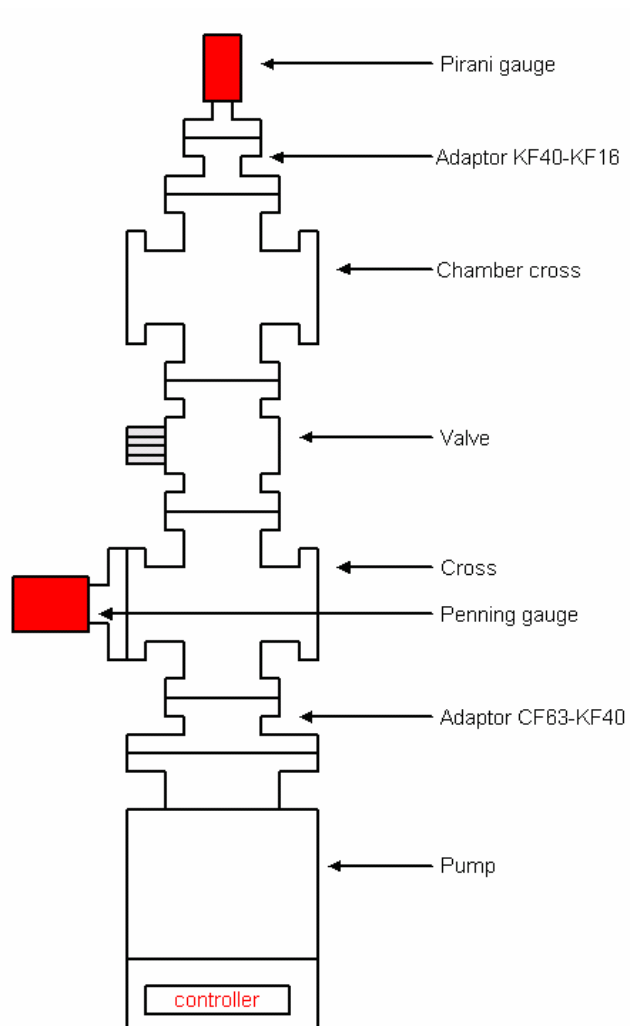 Pirani gauge
Adaptor KF40-KF16
Chamber cross
Valve
Cross
Penning gauge
Adaptor CF63-KF40
Pump
controller